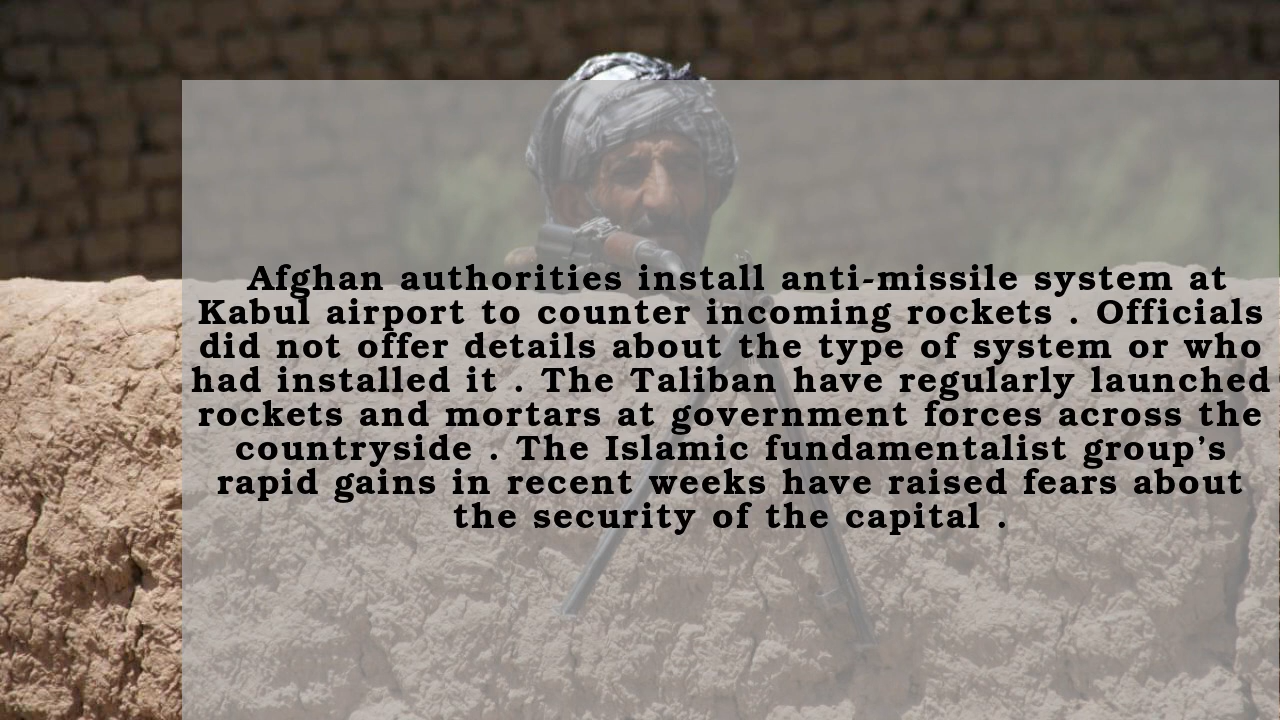 Afghan authorities install anti-missile system at
Kabul airport to counter incoming rockets . Officials
did not offer details about the type of system or who
had installed it . The Taliban have regularly launched
rockets and mortars at government forces across the
countryside . The Islamic fundamentalist group's
rapid gains in recent weeks have raised fears about
the security of the capital .